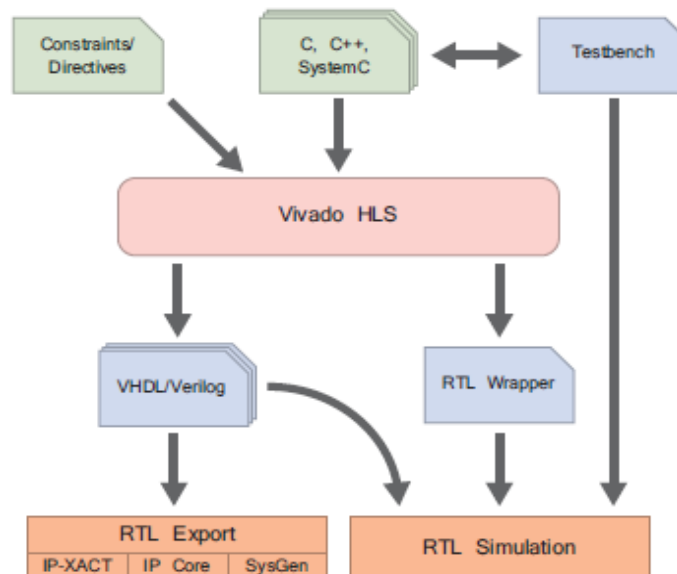 Constraints/
Directives
C, C++,
SystemC
Testbench
Vivado HLS
VHDL/Verilog
RTL Wrapper
RTL Export
IP-XACT
IP Core
SysGen
RTL Simulation